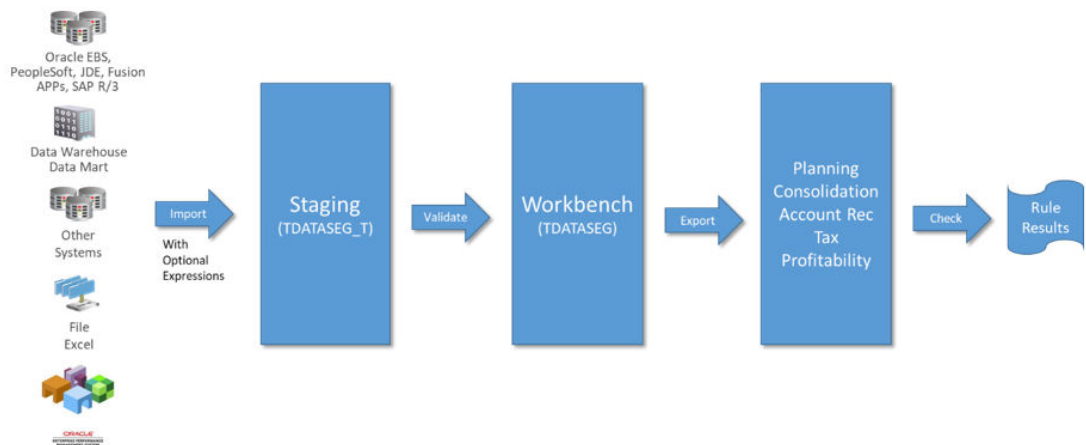 Oracle EBS,
PeopleSoft, JDE, Fusion
APPs, SAP R/3
Data Warehouse
Data Mart
Other
Systems
File
Excel
ORACLE
Import
With
Optional
Expressions
Staging
(TDATASEG_T)
Validate
Workbench
(TDATASEG)
Export
Planning
Consolidation
Account Rec
Tax
Profitability
Check
Rule
Results